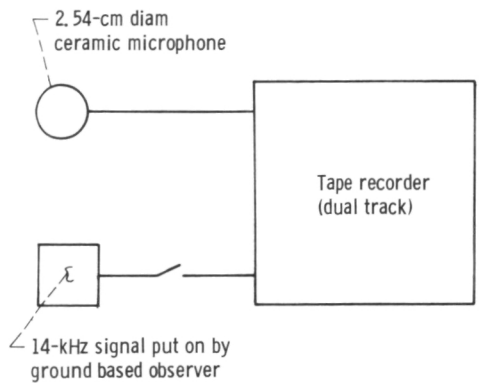 2.54-cm diam
ceramic microphone
Tape recorder
(dual track)
14-kHz signal put on by
ground based observer